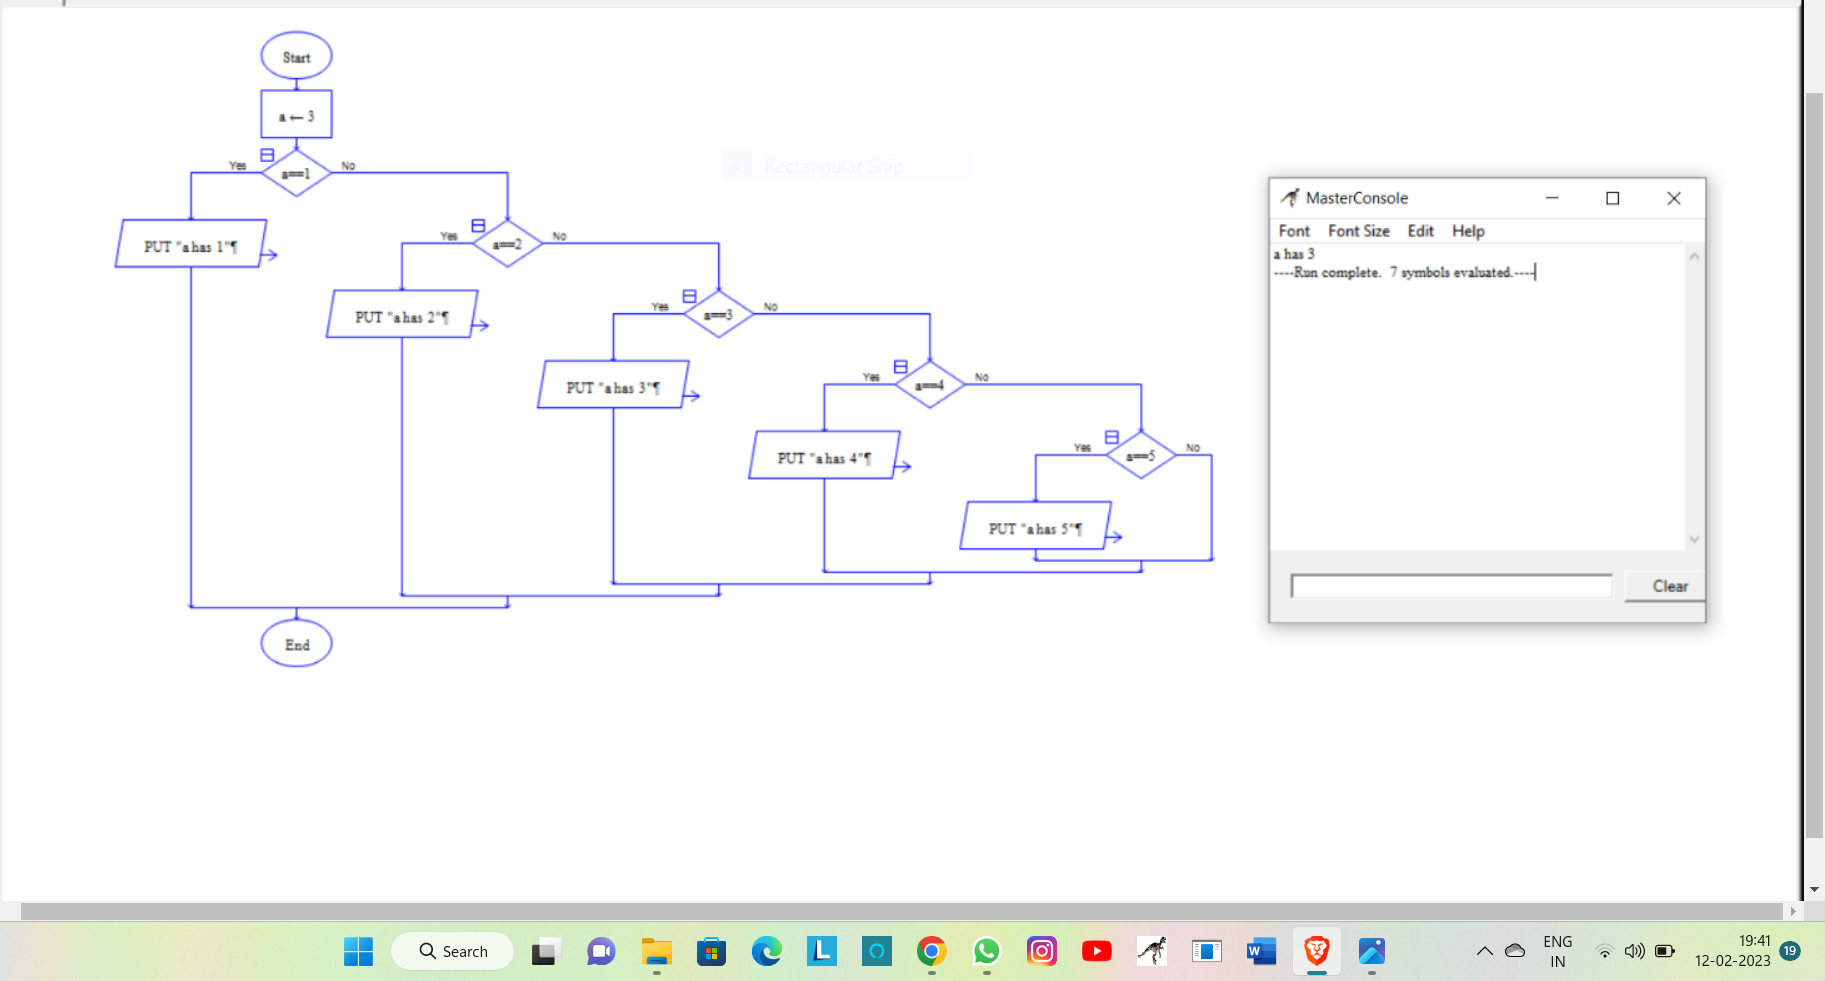 Start
a ← 3
Yes
a==1
No
PUT "a has 1"¶
Yes
a==2
No
PUT "a has 2"¶
Yes
a==3
No
PUT "a has 3"¶
Yes
a==4
No
PUT "a has 4"¶
Yes
a==5
No
PUT "a has 5"¶
End
Rectangular Snip
MasterConsole
Font Font Size Edit Help
a has 3
----Run complete. 7 symbols evaluated.----
Clear
Search
ENG
IN
19:41
12-02-2023
19